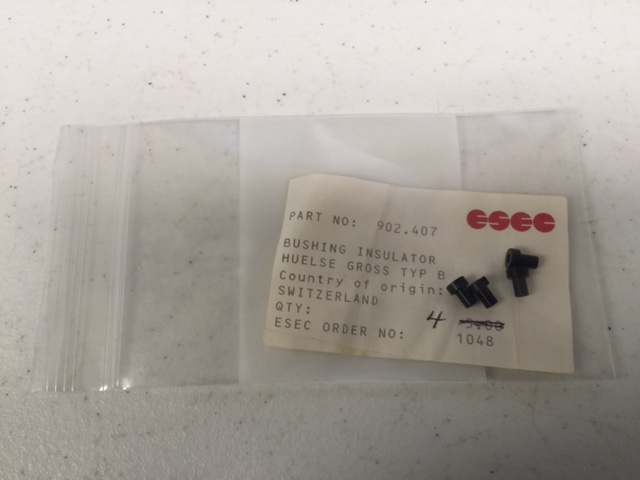 PART NO: 902.407 esec
BUSHING INSULATOR
HUELSE GROSS TYP B
Country of origin:
SWITZERLAND
QTY: 4
ESEC ORDER NO: 1048